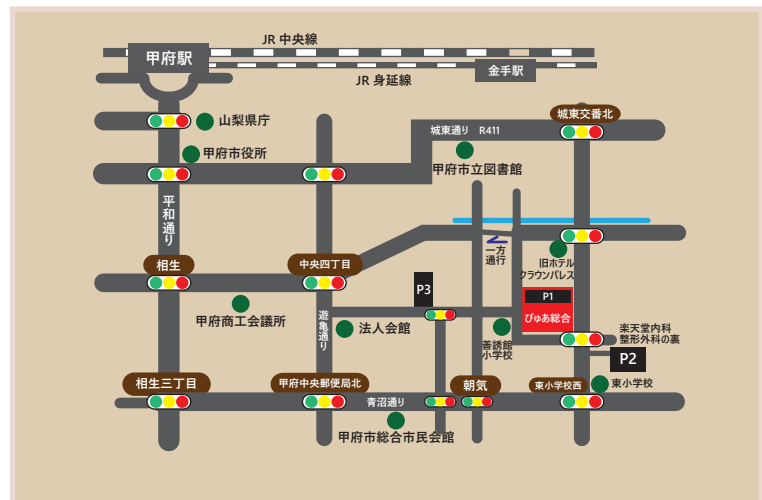 JR 中央線
甲府駅
JR 身延線
金手駅
城東交番北
山梨県庁
城東通り R411
甲府市役所
甲府市立図書館
平和通り
一方
通行
旧ホテル
クラウンパレス
相生
中央四丁目
P3
P1
ぴゅあ総合
甲府商工会議所
遊亀通り
法人会館
善誘館
小学校
楽天堂内科
整形外科の裏
P2
相生三丁目
甲府中央郵便局北
朝気
東小学校西
東小学校
青沼通り
甲府市総合市民会館